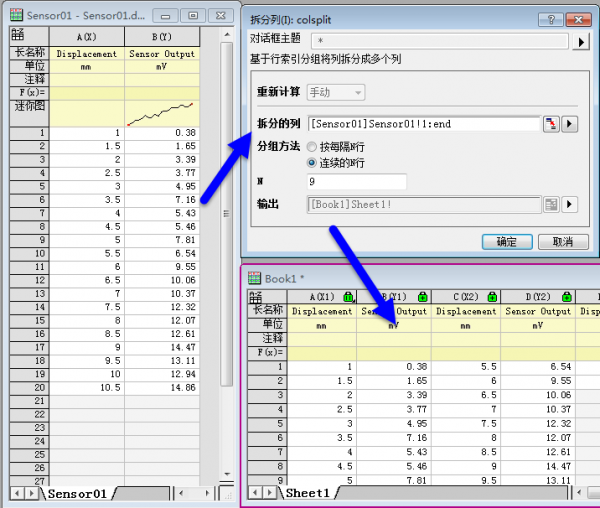 Sensor01 - Sensor01.d...
A(X) B(Y)
长名称 Displacement Sensor Output
单位 mm mV
注释
F(x)=
迷你图
1 1 0.38
2 1.5 1.65
3 2 3.39
4 2.5 3.77
5 3 4.95
6 3.5 7.16
7 4 5.43
8 4.5 5.46
9 5 7.81
10 5.5 6.54
11 6 9.55
12 6.5 10.06
13 7 10.37
14 7.5 12.32
15 8 12.07
16 8.5 12.61
17 9 14.47
18 9.5 13.11
19 10 12.94
20 10.5 14.86
21
22
23
24
25
26
27
Sensor01
拆分列(I): colsplit
对话框主题 *
基于行索引分组将列拆分成多个列
重新计算 手动
拆分的列 [Sensor01]Sensor01!1:end
分组方法 按每隔N行
连续的N行
N 9
输出 [Book1]Sheet1!
确定 取消
Book1 *
A(X1) B(Y1) C(X2) D(Y2)
长名称 Displacement Sensor Output Displacement Sensor Output
单位 mm mV mm mV
注释
F(x)=
1 1 0.38 5.5 6.54
2 1.5 1.65 6 9.55
3 2 3.39 6.5 10.06
4 2.5 3.77 7 10.37
5 3 4.95 7.5 12.32
6 3.5 7.16 8 12.07
7 4 5.43 8.5 12.61
8 4.5 5.46 9 14.47
9 5 7.81 9.5 13.11
Sheet1